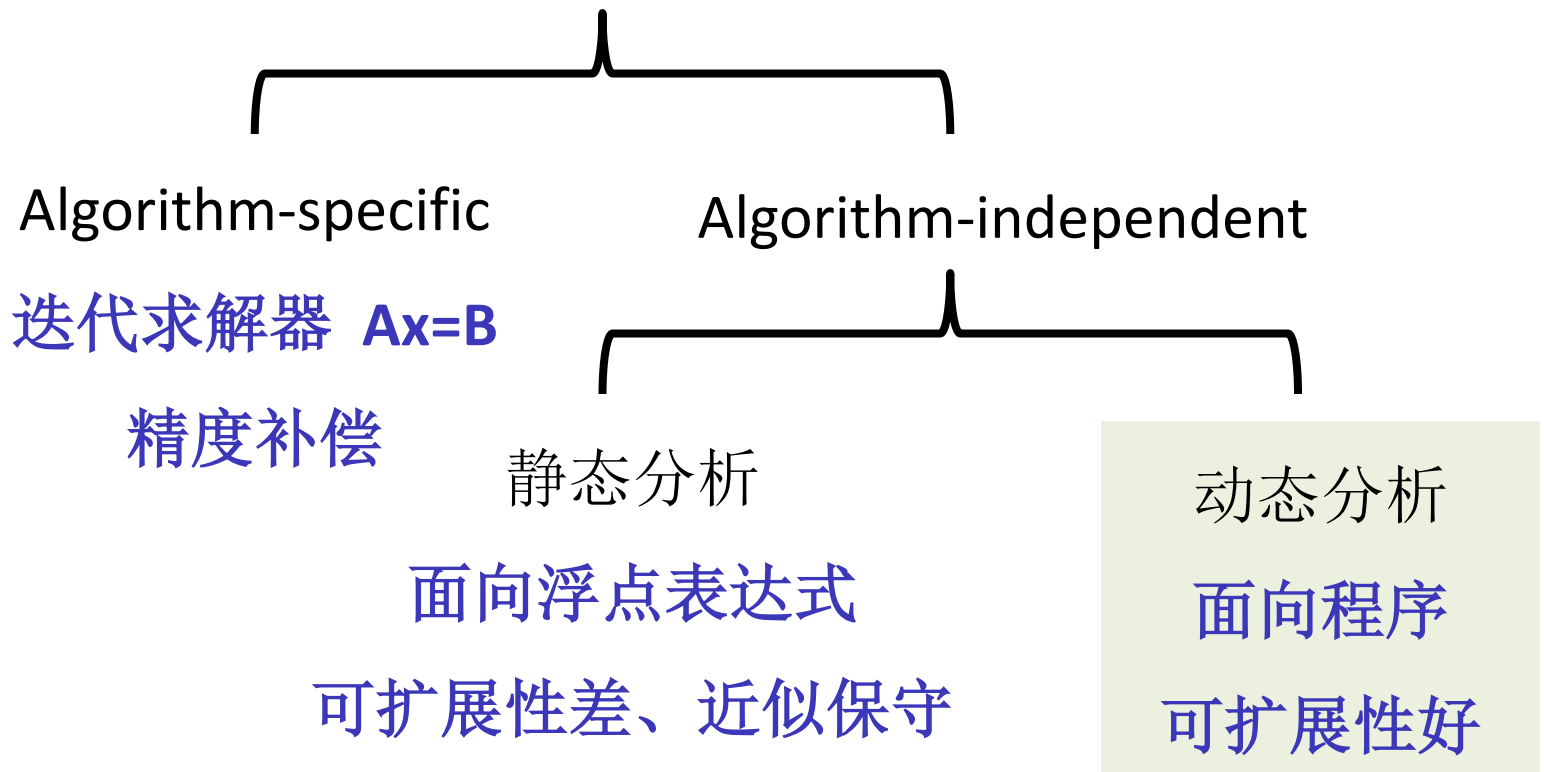 Algorithm-specific
迭代求解器 Ax=B
精度补偿
Algorithm-independent
静态分析
面向浮点表达式
可扩展性差、近似保守
动态分析
面向程序
可扩展性好